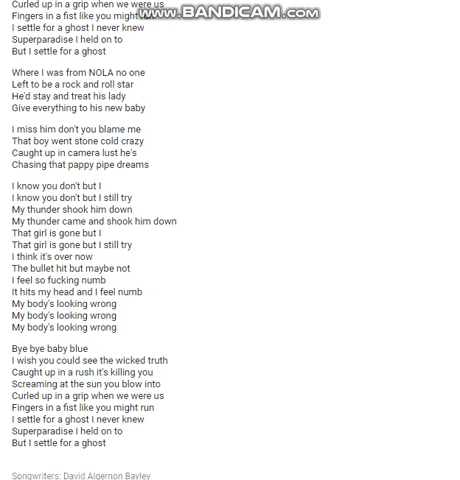 Curled up in a grip when we were us
www.BANDICAM.com
Fingers in a fist like you might run
I settle for a ghost I never knew
Superparadise I held on to
But I settle for a ghost
Where I was from NOLA no one
Left to be a rock and roll star
He'd stay and treat his lady
Give everything to his new baby
I miss him don't you blame me
That boy went stone cold crazy
Caught up in camera lust he's
Chasing that pappy pipe dreams
I know you don't but I
I know you don't but I still try
My thunder shook him down
My thunder came and shook him down
That girl is gone but I
That girl is gone but I still try
I think it's over now
The bullet hit but maybe not
I feel so fucking numb
It hits my head and I feel numb
My body's looking wrong
My body's looking wrong
My body's looking wrong
Bye bye baby blue
I wish you could see the wicked truth
Caught up in a rush it's killing you
Screaming at the sun you blow into
Curled up in a grip when we were us
Fingers in a fist like you might run
I settle for a ghost I never knew
Superparadise I held on to
But I settle for a ghost
Songwriters: David Algernon Bayley